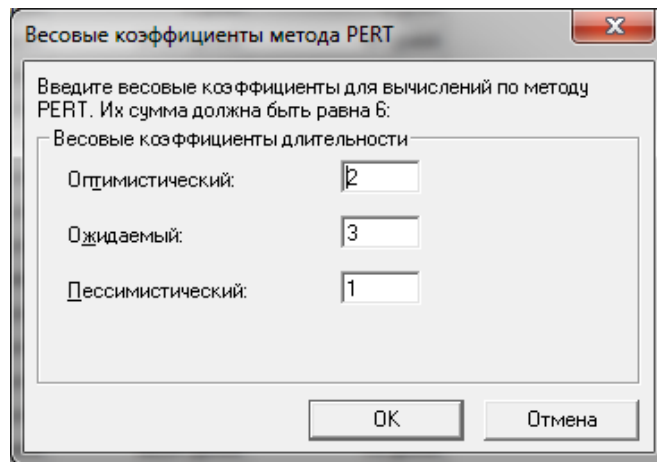 Весовые коэффициенты метода PERT
Введите весовые коэффициенты для вычислений по методу
PERT. Их сумма должна быть равна 6:
Весовые коэффициенты длительности
Оптимистический: 2
Ожидаемый: 3
Пессимистический: 1
OK Отмена